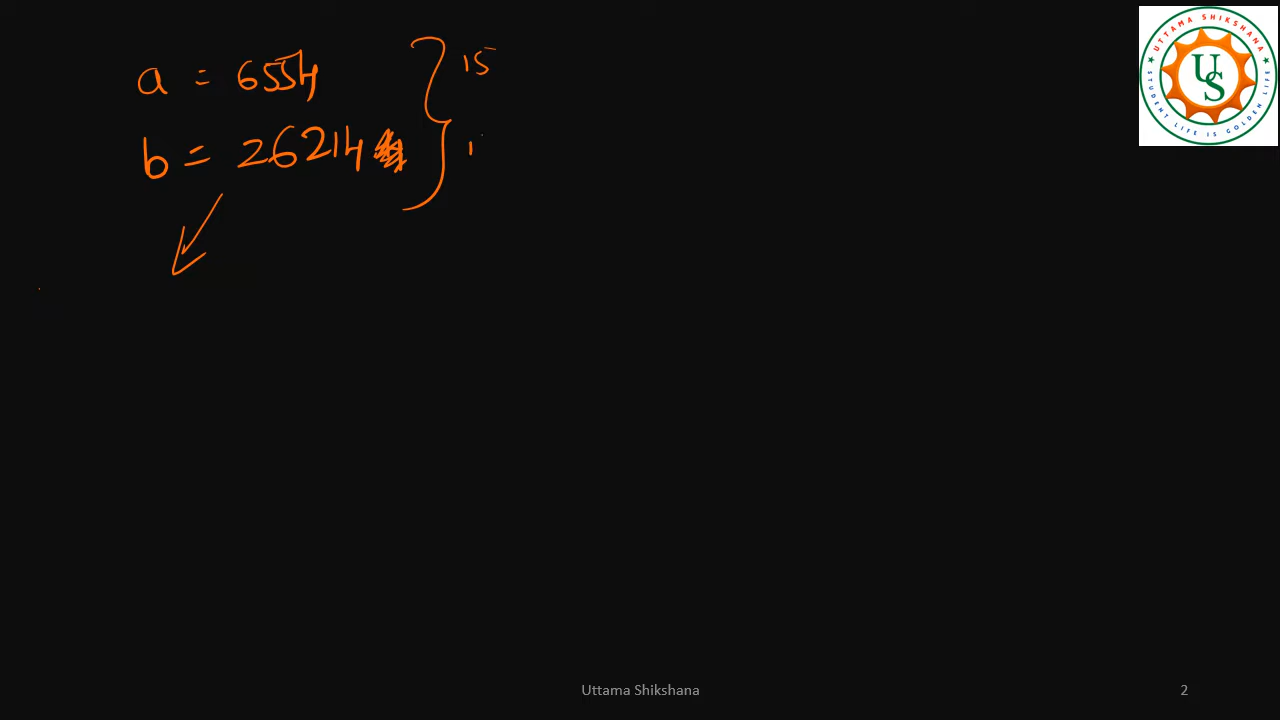 a = 6554 } 15
b = 26214
UTTAMA SHIKSHANA
US
STUDENT LIFE IS GOLDEN LIFE
Uttama Shikshana
2